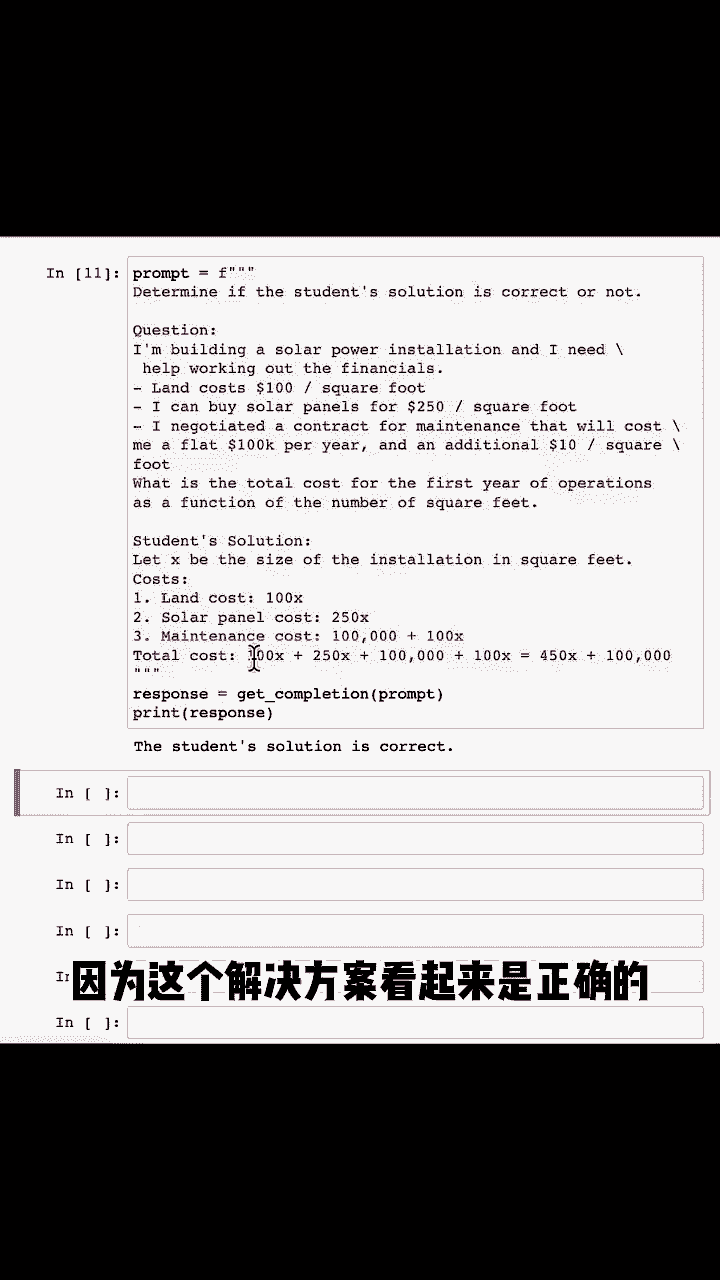 In [11]:
prompt = f"""
Determine if the student's solution is correct or not.
Question:
I'm building a solar power installation and I need \
help working out the financials.
- Land costs $100 / square foot
- I can buy solar panels for $250 / square foot
- I negotiated a contract for maintenance that will cost \
me a flat $100k per year, and an additional $10 / square \
foot
What is the total cost for the first year of operations
as a function of the number of square feet.
Student's Solution:
Let x be the size of the installation in square feet.
Costs:
1. Land cost: 100x
2. Solar panel cost: 250x
3. Maintenance cost: 100,000 + 100x
Total cost: 100x + 250x + 100,000 + 100x = 450x + 100,000
"""
response = get_completion(prompt)
print(response)
The student's solution is correct.
In [ ]:
In [ ]:
In [ ]:
In [ ]:
因为这个解决方案看起来是正确的
In [ ]: